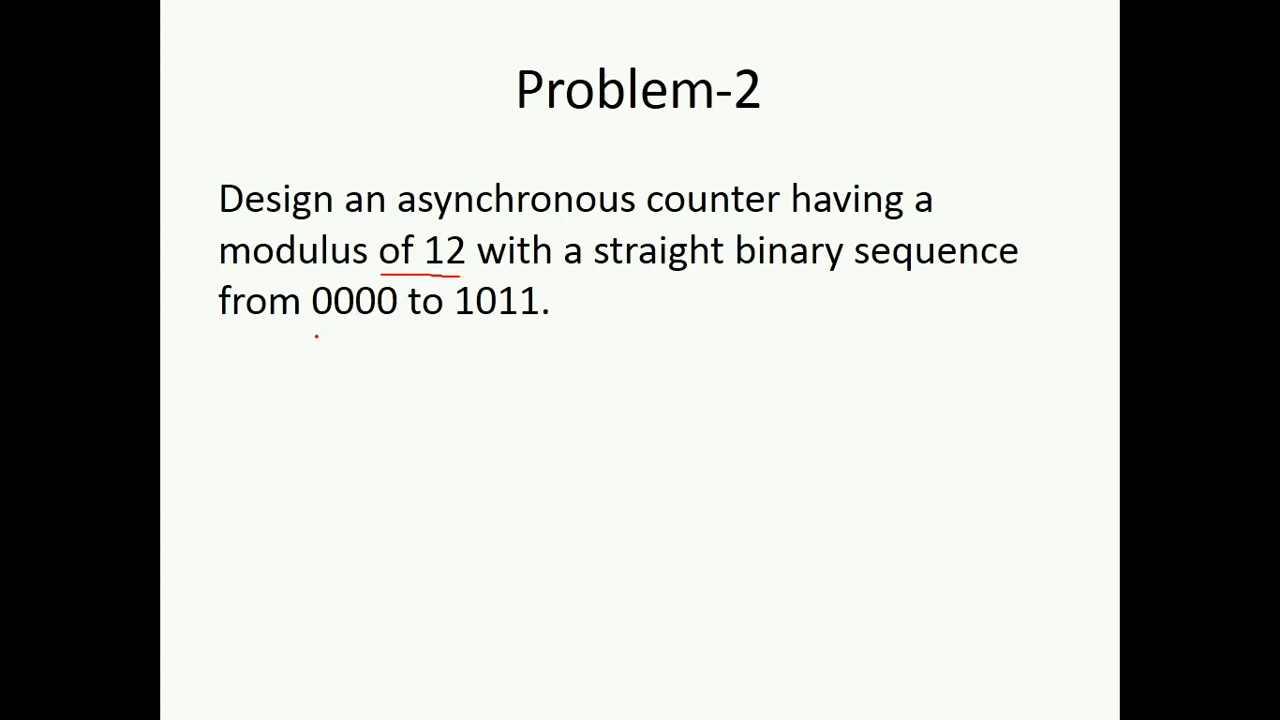 Problem-2
Design an asynchronous counter having a
modulus of 12 with a straight binary sequence
from 0000 to 1011.